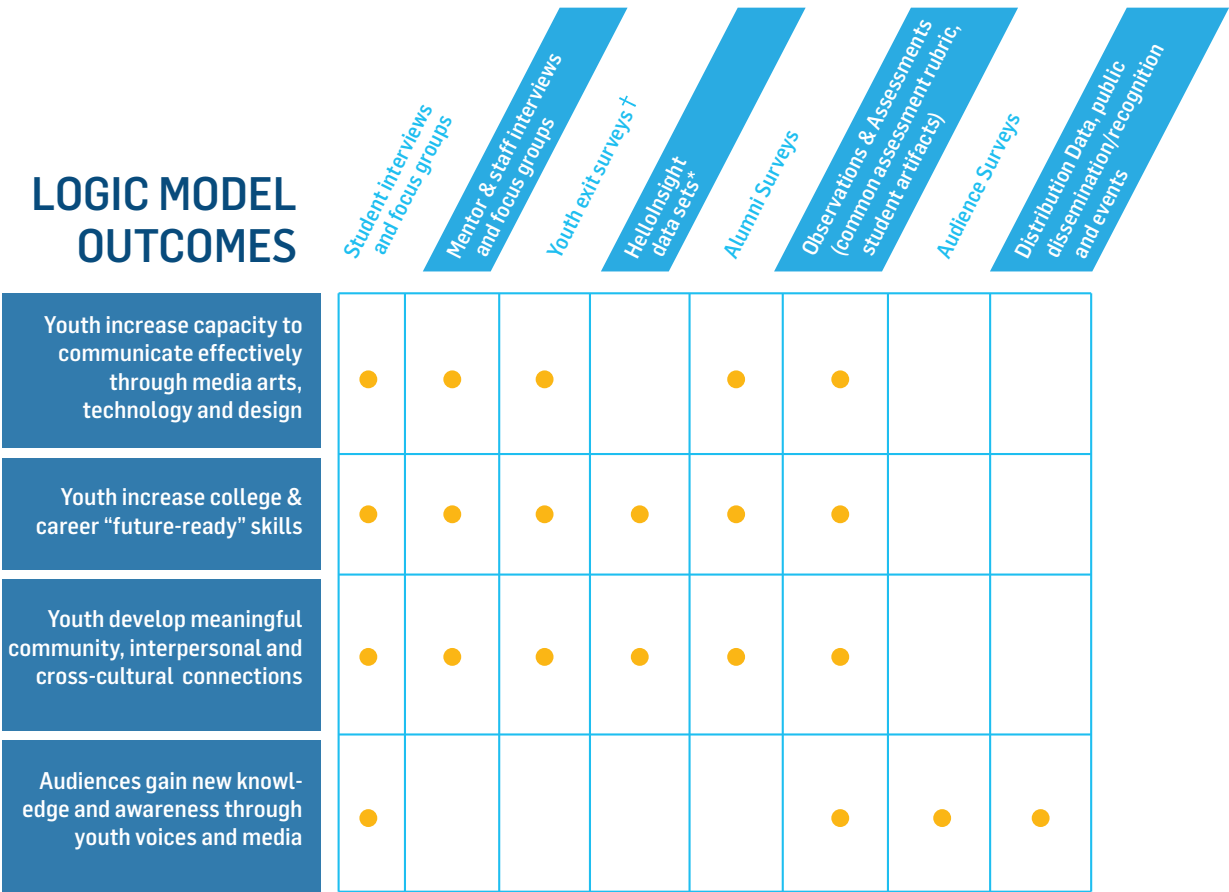 LOGIC MODEL
OUTCOMES
Student interviews
and focus groups
Mentor & staff interviews
and focus groups
Youth exit surveys †
HelloInsight
data sets*
Alumni Surveys
Observations & Assessments
(common assessment rubric,
student artifacts)
Audience Surveys
Distribution Data, public
dissemination/recognition
and events
Youth increase capacity to
communicate effectively
through media arts,
technology and design
Youth increase college &
career “future-ready” skills
Youth develop meaningful
community, interpersonal and
cross-cultural connections
Audiences gain new knowl-
edge and awareness through
youth voices and media